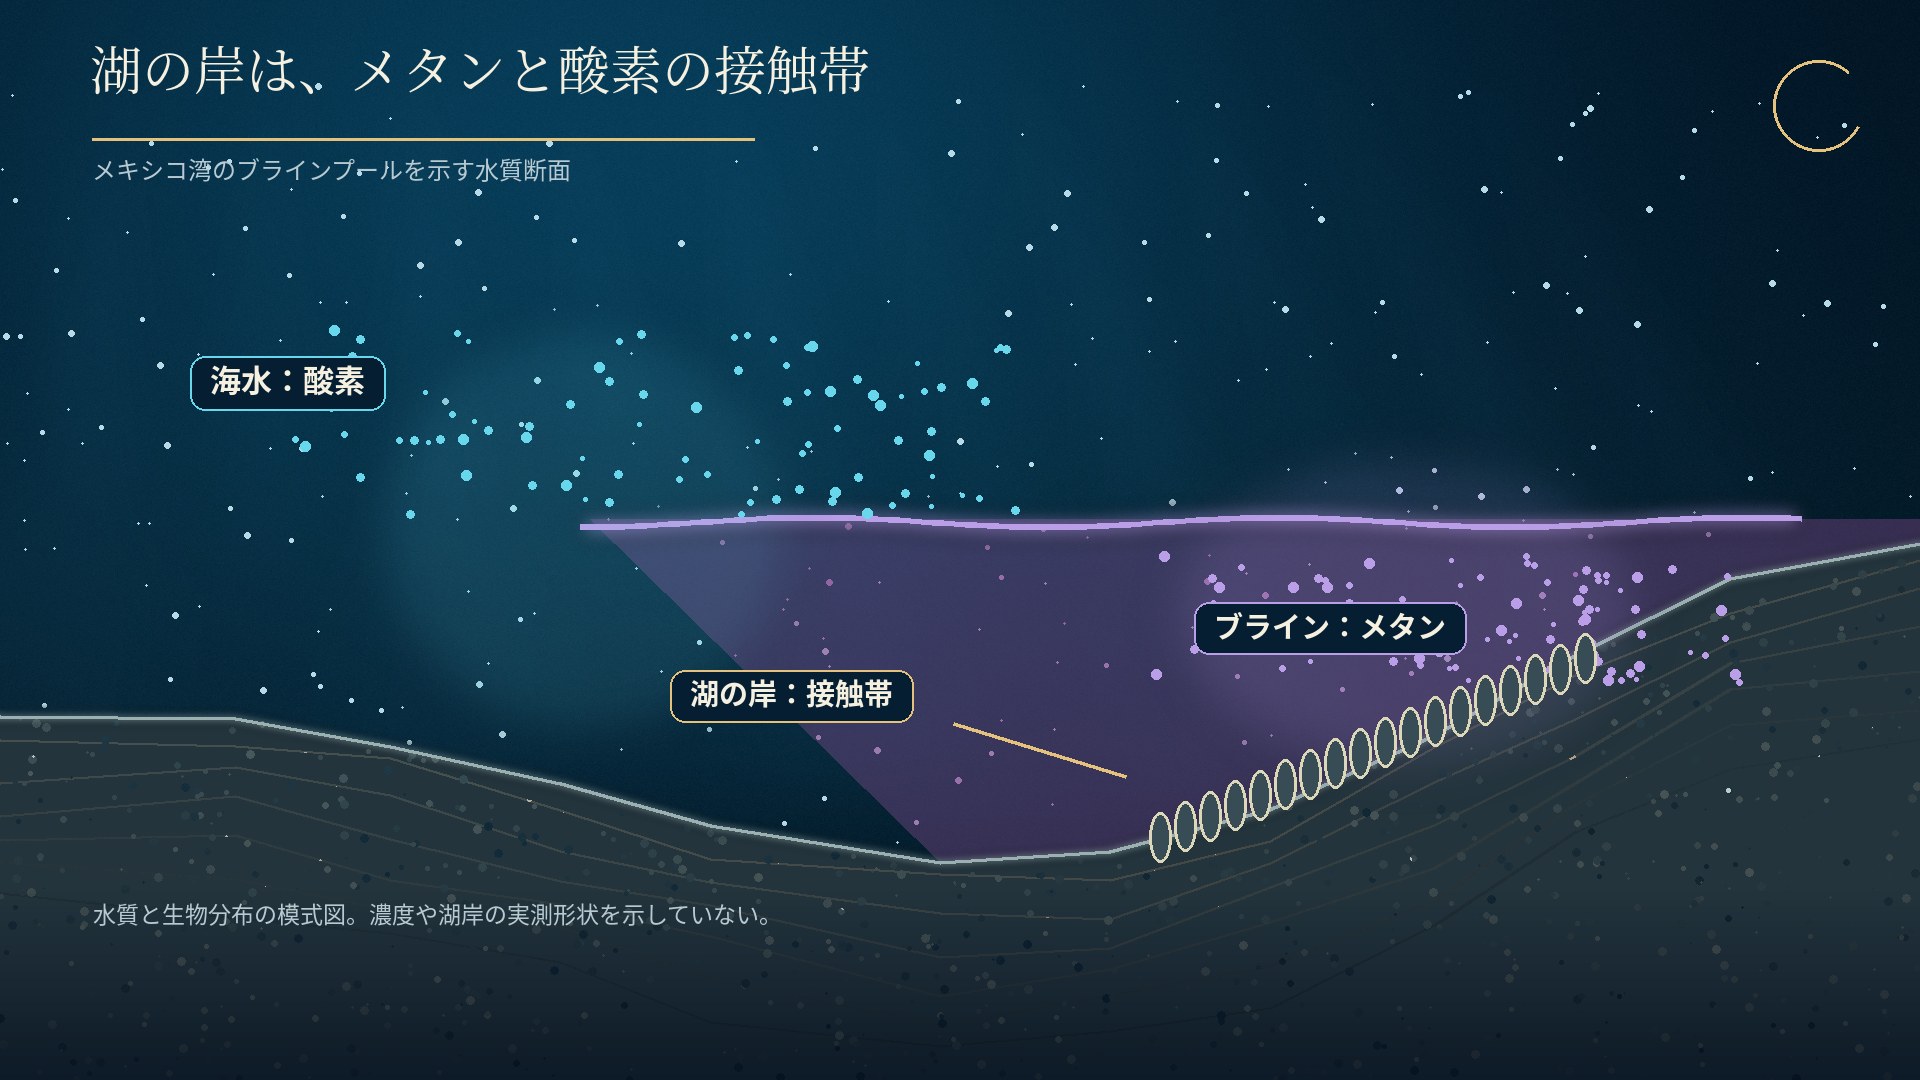 湖の岸は、メタンと酸素の接触帯
メキシコ湾のブラインプールを示す水質断面
海水：酸素
ブライン：メタン
湖の岸：接触帯
水質と生物分布の模式図。濃度や湖岸の実測形状を示していない。